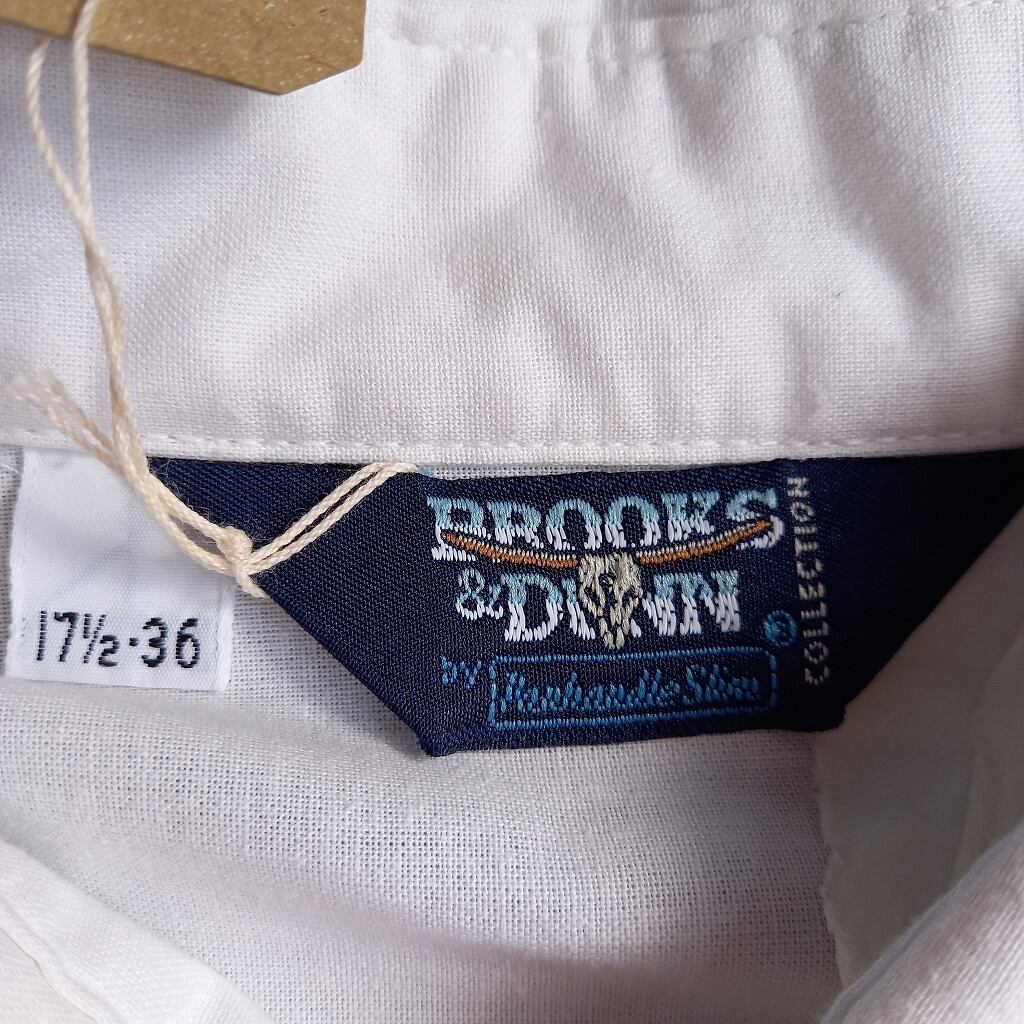 17½·36
BROOKS
& DUNN
COLLECTION
®
BY Panhandle Slim